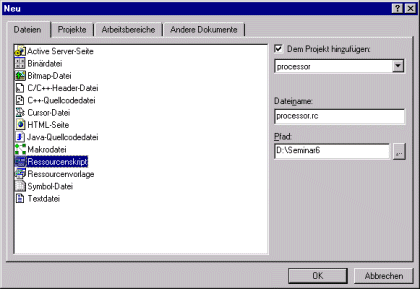 Neu
Dateien Projekte Arbeitsbereiche Andere Dokumente
Active Server-Seite
Binärdatei
Bitmap-Datei
C/C++-Header-Datei
C++-Quellcodedatei
Cursor-Datei
HTML-Seite
Java-Quellcodedatei
Makrodatei
Ressourcenskript
Ressourcenvorlage
Symbol-Datei
Textdatei
Dem Projekt hinzufügen:
processor
Dateiname:
processor.rc
Pfad:
D:\Seminar6
...
OK Abbrechen